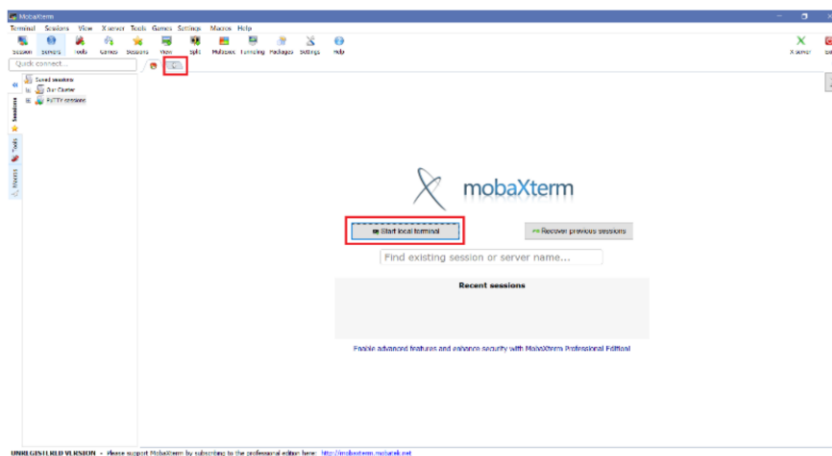 MobaXterm
Terminal Sessions View X server Tools Games Settings Macros Help
Session Servers Tools Games Sessions View Split MultiExec Tunneling Packages Settings Help X server
Quick connect...
Saved sessions
Our Cluster
PuTTY sessions
Sessions
Tools
Macros
mobaXterm
Start local terminal
Recover previous sessions
Find existing session or server name...
Recent sessions
Enable advanced features and enhance security with MobaXterm Professional Edition!
UNREGISTERED VERSION - Please support MobaXterm by subscribing to the professional edition here: http://mobaxterm.mobatek.net